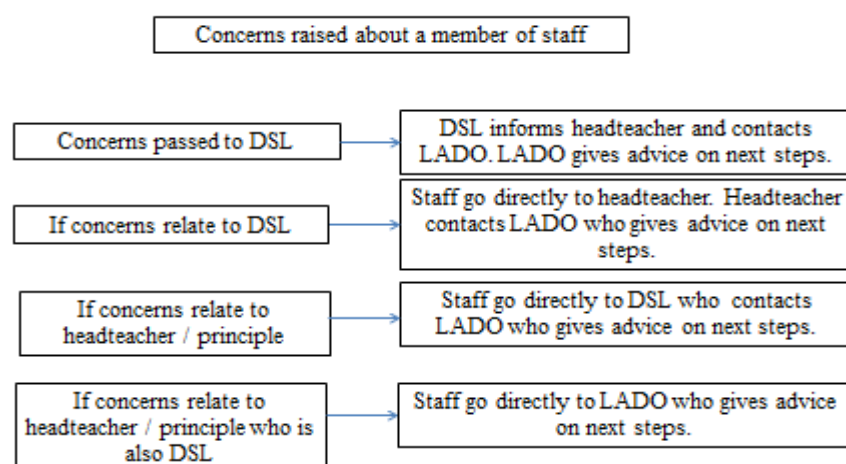 Concerns raised about a member of staff
Concerns passed to DSL
DSL informs headteacher and contacts
LADO. LADO gives advice on next steps.
If concerns relate to DSL
Staff go directly to headteacher. Headteacher
contacts LADO who gives advice on next
steps.
If concerns relate to
headteacher / principle
Staff go directly to DSL who contacts
LADO who gives advice on next steps.
If concerns relate to
headteacher / principle who is
also DSL
Staff go directly to LADO who gives advice
on next steps.